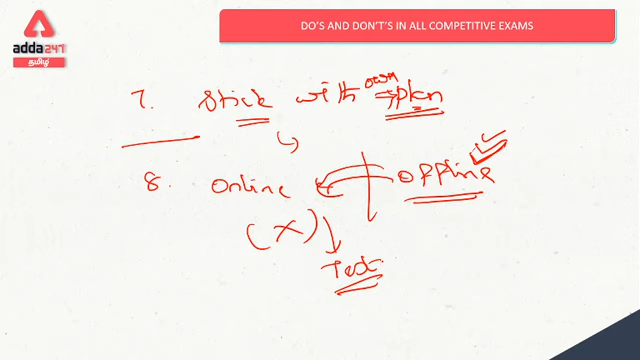 DO'S AND DON'T'S IN ALL COMPETITIVE EXAMS
adda247
தமிழ்
7. Stick with own plan
8. Online offline
(X)
Test